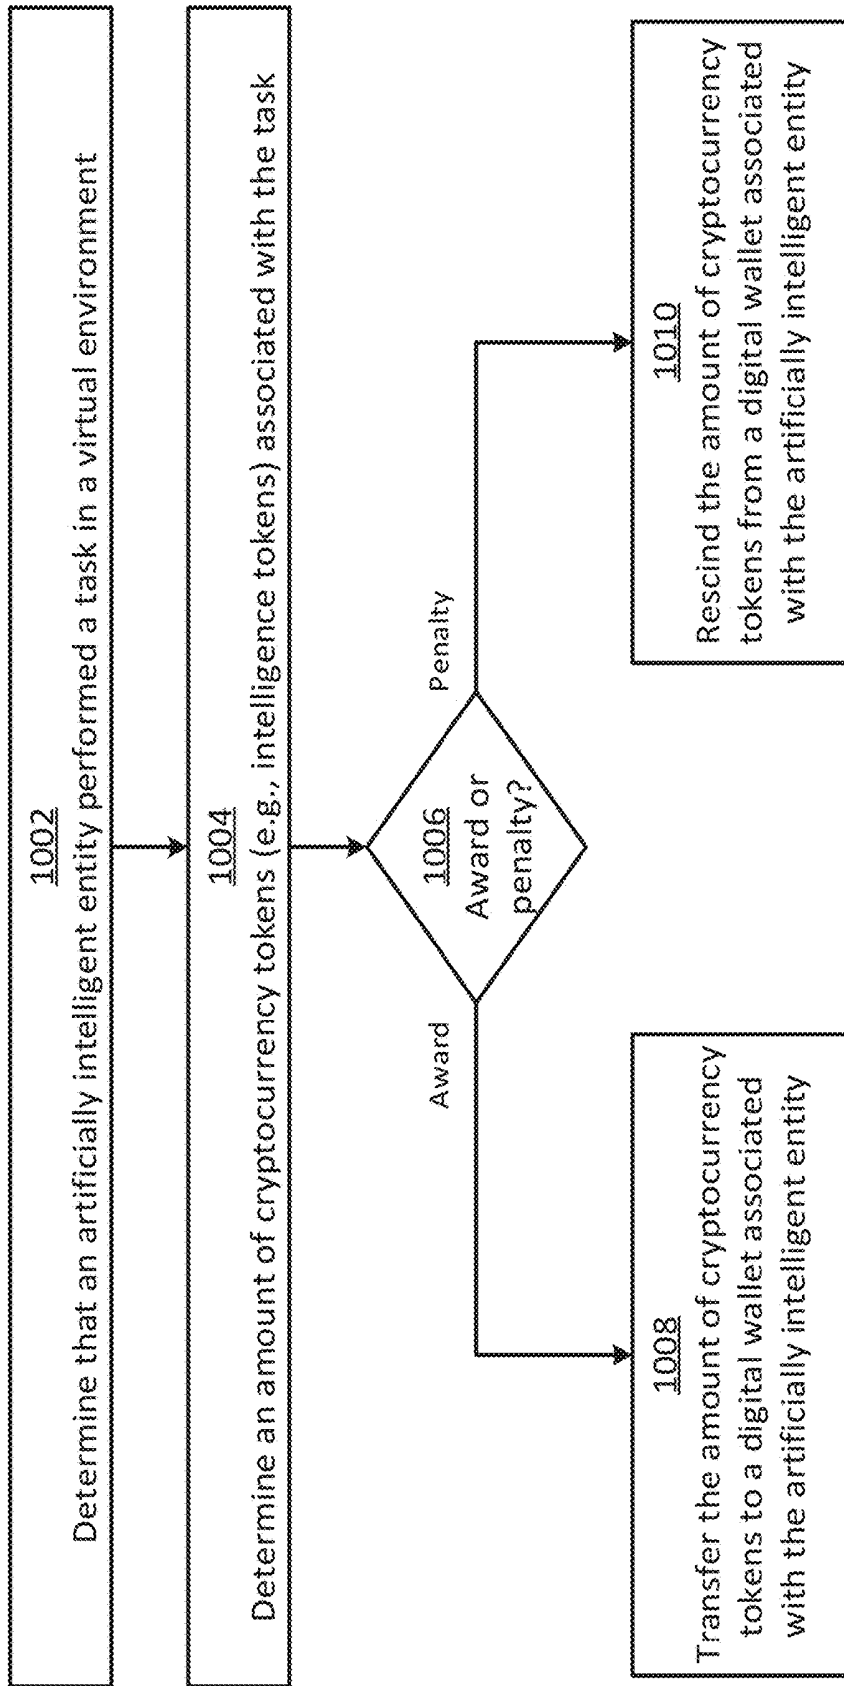 1002
Determine that an artificially intelligent entity performed a task in a virtual environment
1004
Determine an amount of cryptocurrency tokens (e.g., intelligence tokens) associated with the task
1006
Award or
penalty?
Award
Penalty
1008
Transfer the amount of cryptocurrency
tokens to a digital wallet associated
with the artificially intelligent entity
1010
Rescind the amount of cryptocurrency
tokens from a digital wallet associated
with the artificially intelligent entity